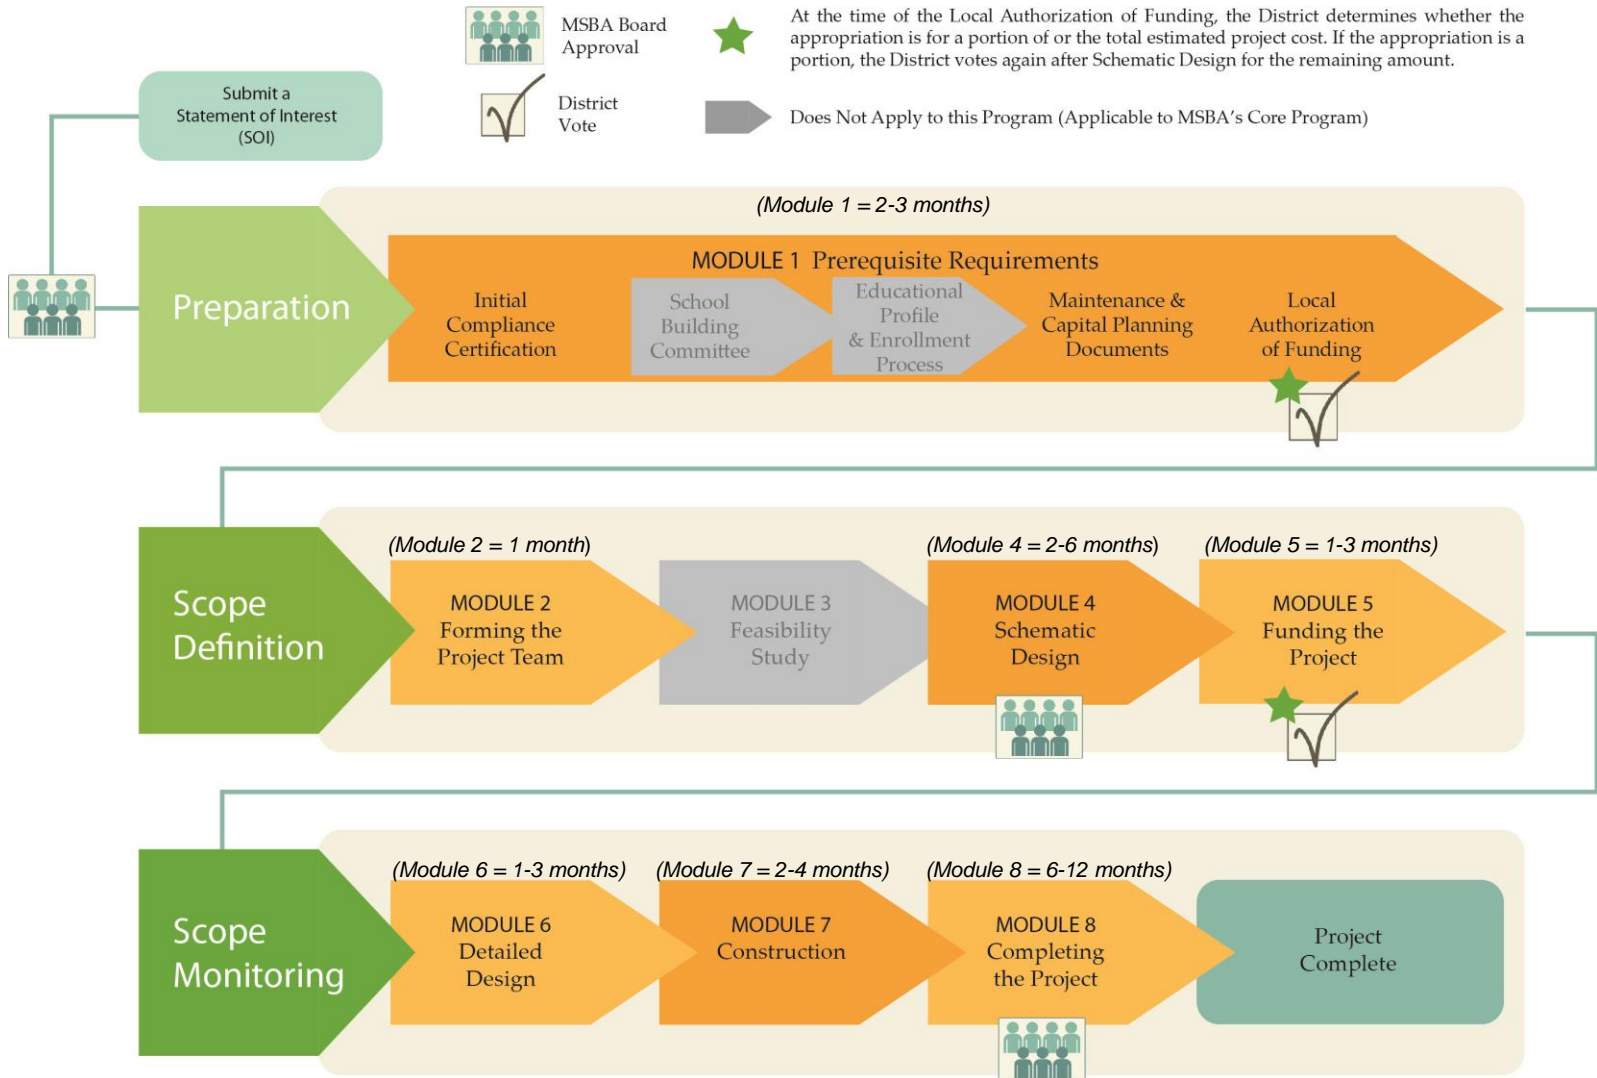 MSBA Board
Approval
At the time of the Local Authorization of Funding, the District determines whether the
appropriation is for a portion of or the total estimated project cost. If the appropriation is a
portion, the District votes again after Schematic Design for the remaining amount.
District
Vote
Does Not Apply to this Program (Applicable to MSBA's Core Program)
Submit a
Statement of Interest
(SOI)
Preparation
(Module 1 = 2-3 months)
MODULE 1 Prerequisite Requirements
Initial
Compliance
Certification
School
Building
Committee
Educational
Profile
& Enrollment
Process
Maintenance &
Capital Planning
Documents
Local
Authorization
of Funding
Scope
Definition
(Module 2 = 1 month)
MODULE 2
Forming the
Project Team
MODULE 3
Feasibility
Study
(Module 4 = 2-6 months)
MODULE 4
Schematic
Design
(Module 5 = 1-3 months)
MODULE 5
Funding the
Project
Scope
Monitoring
(Module 6 = 1-3 months)
MODULE 6
Detailed
Design
(Module 7 = 2-4 months)
MODULE 7
Construction
(Module 8 = 6-12 months)
MODULE 8
Completing
the Project
Project
Complete